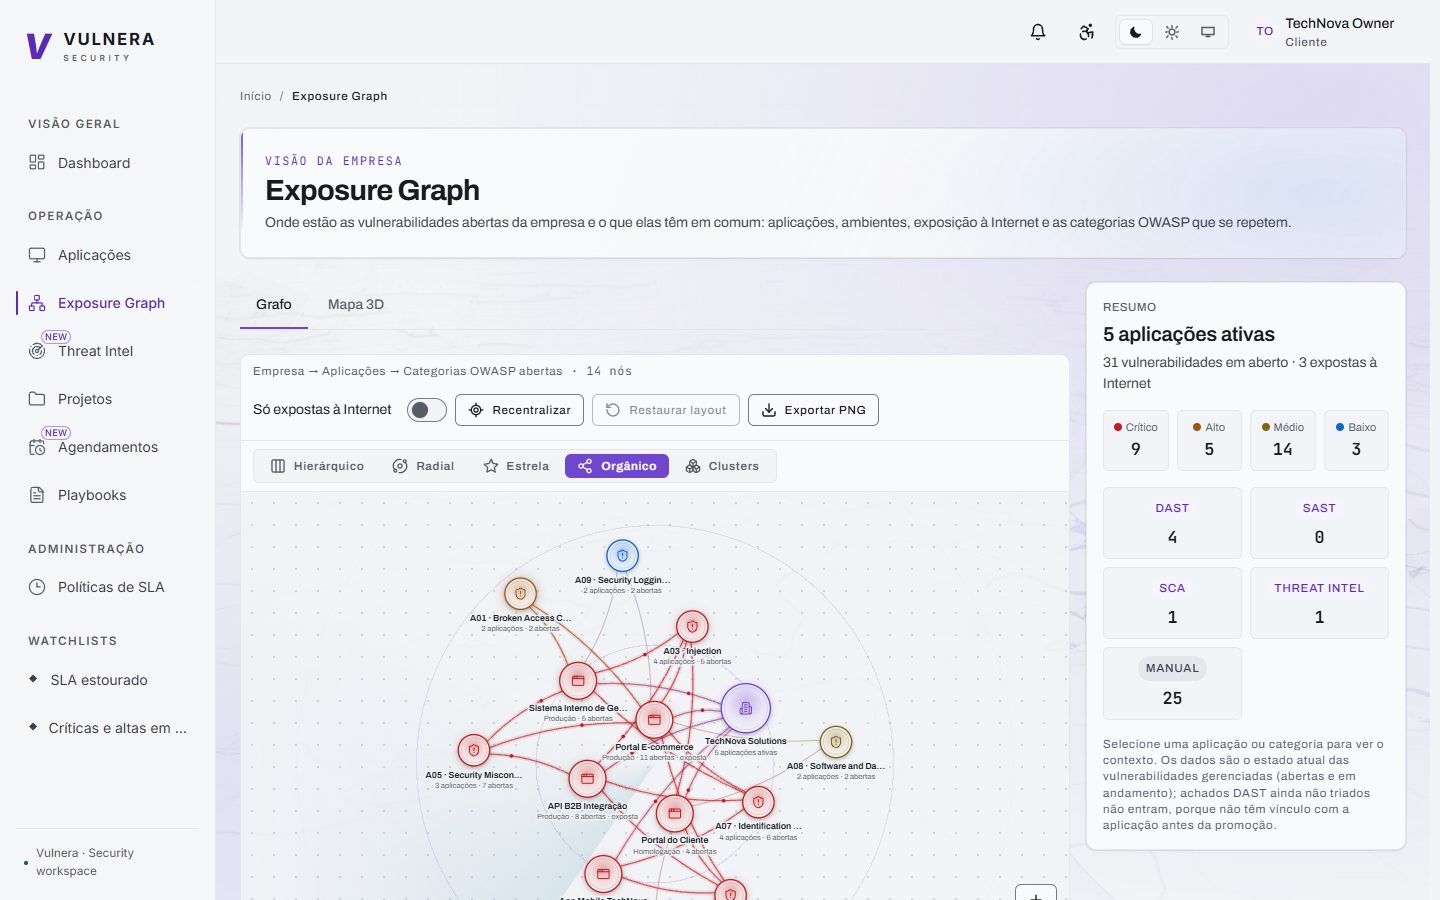 VULNERA
SECURITY
TO
TechNova Owner
Cliente
VISÃO GERAL
Dashboard
OPERAÇÃO
Aplicações
Exposure Graph
NEW
Threat Intel
Projetos
NEW
Agendamentos
Playbooks
ADMINISTRAÇÃO
Políticas de SLA
WATCHLISTS
SLA estourado
Críticas e altas em ...
Vulnera · Security workspace
Início / Exposure Graph
VISÃO DA EMPRESA
Exposure Graph
Onde estão as vulnerabilidades abertas da empresa e o que elas têm em comum: aplicações, ambientes, exposição à Internet e as categorias OWASP que se repetem.
Grafo
Mapa 3D
Empresa → Aplicações → Categorias OWASP abertas · 14 nós
Só expostas à Internet
Recentralizar
Restaurar layout
Exportar PNG
Hierárquico
Radial
Estrela
Orgânico
Clusters
A09 · Security Loggin...
2 aplicações · 2 abertas
A01 · Broken Access C...
2 aplicações · 2 abertas
A03 · Injection
4 aplicações · 5 abertas
Sistema Interno de Ge...
Produção · 5 abertas
Portal E-commerce
Produção · 11 abertas · exposta
TechNova Solutions
5 aplicações ativas
A05 · Security Miscon...
3 aplicações · 7 abertas
A08 · Software and Da...
2 aplicações · 2 abertas
API B2B Integração
Produção · 8 abertas · exposta
A07 · Identification ...
4 aplicações · 6 abertas
Portal do Cliente
Homologação · 4 abertas
RESUMO
5 aplicações ativas
31 vulnerabilidades em aberto · 3 expostas à
Internet
Crítico
9
Alto
5
Médio
14
Baixo
3
DAST
4
SAST
0
SCA
1
THREAT INTEL
1
MANUAL
25
Selecione uma aplicação ou categoria para ver o
contexto. Os dados são o estado atual das
vulnerabilidades gerenciadas (abertas e em
andamento); achados DAST ainda não triados
não entram, porque não têm vínculo com a
aplicação antes da promoção.